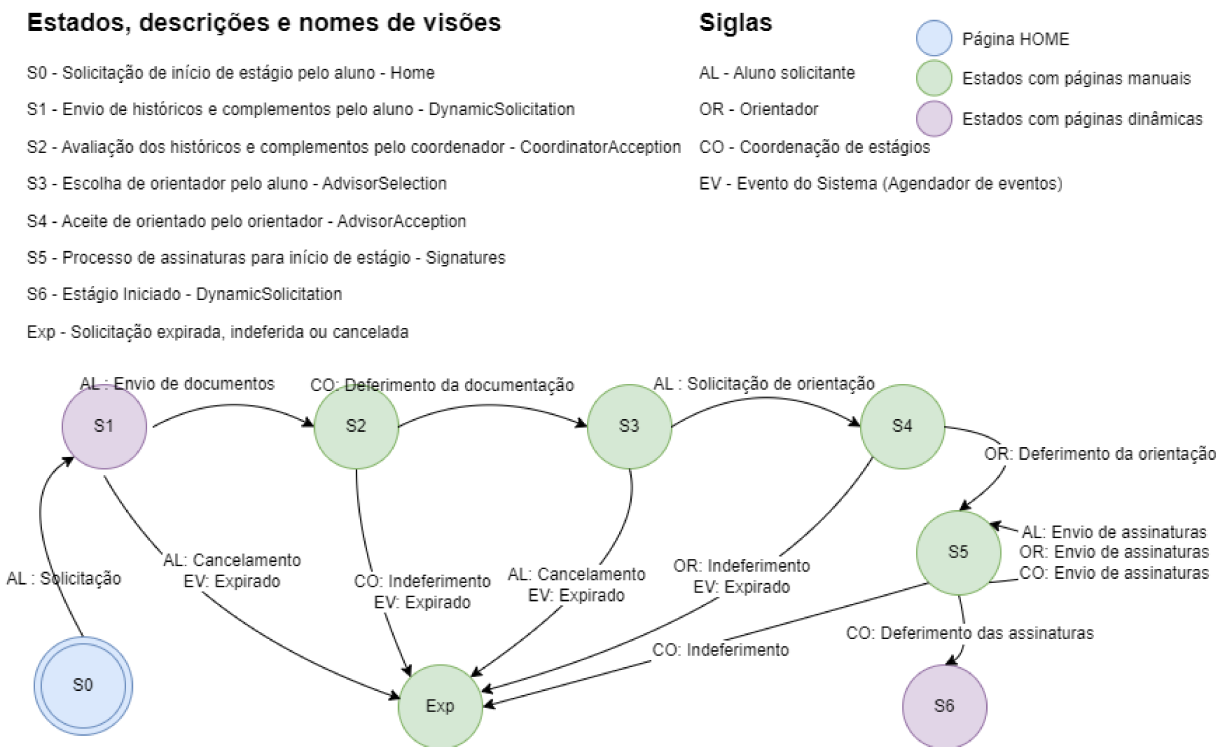 Estados, descrições e nomes de visões
S0 - Solicitação de início de estágio pelo aluno - Home
S1 - Envio de históricos e complementos pelo aluno - DynamicSolicitation
S2 - Avaliação dos históricos e complementos pelo coordenador - CoordinatorAcception
S3 - Escolha de orientador pelo aluno - AdvisorSelection
S4 - Aceite de orientado pelo orientador - AdvisorAcception
S5 - Processo de assinaturas para início de estágio - Signatures
S6 - Estágio Iniciado - DynamicSolicitation
Exp - Solicitação expirada, indeferida ou cancelada
Siglas
AL - Aluno solicitante
OR - Orientador
CO - Coordenação de estágios
EV - Evento do Sistema (Agendador de eventos)
Página HOME
Estados com páginas manuais
Estados com páginas dinâmicas
AL : Envio de documentos
CO: Deferimento da documentação
AL : Solicitação de orientação
S1
S2
S3
S4
OR: Deferimento da orientação
AL: Envio de assinaturas
OR: Envio de assinaturas
CO: Envio de assinaturas
S5
AL : Solicitação
AL: Cancelamento
EV: Expirado
CO: Indeferimento
EV: Expirado
AL: Cancelamento
EV: Expirado
OR: Indeferimento
EV: Expirado
CO: Indeferimento
CO: Deferimento das assinaturas
S0
Exp
S6